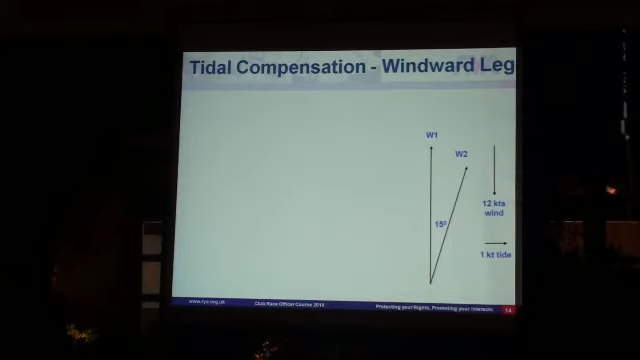 Tidal Compensation - Windward Leg
W1
W2
12 kts
wind
15º
1 kt tide
www.rya.org.uk
Club Race Officer Course 2010
Protecting your Rights, Promoting your Interests
14